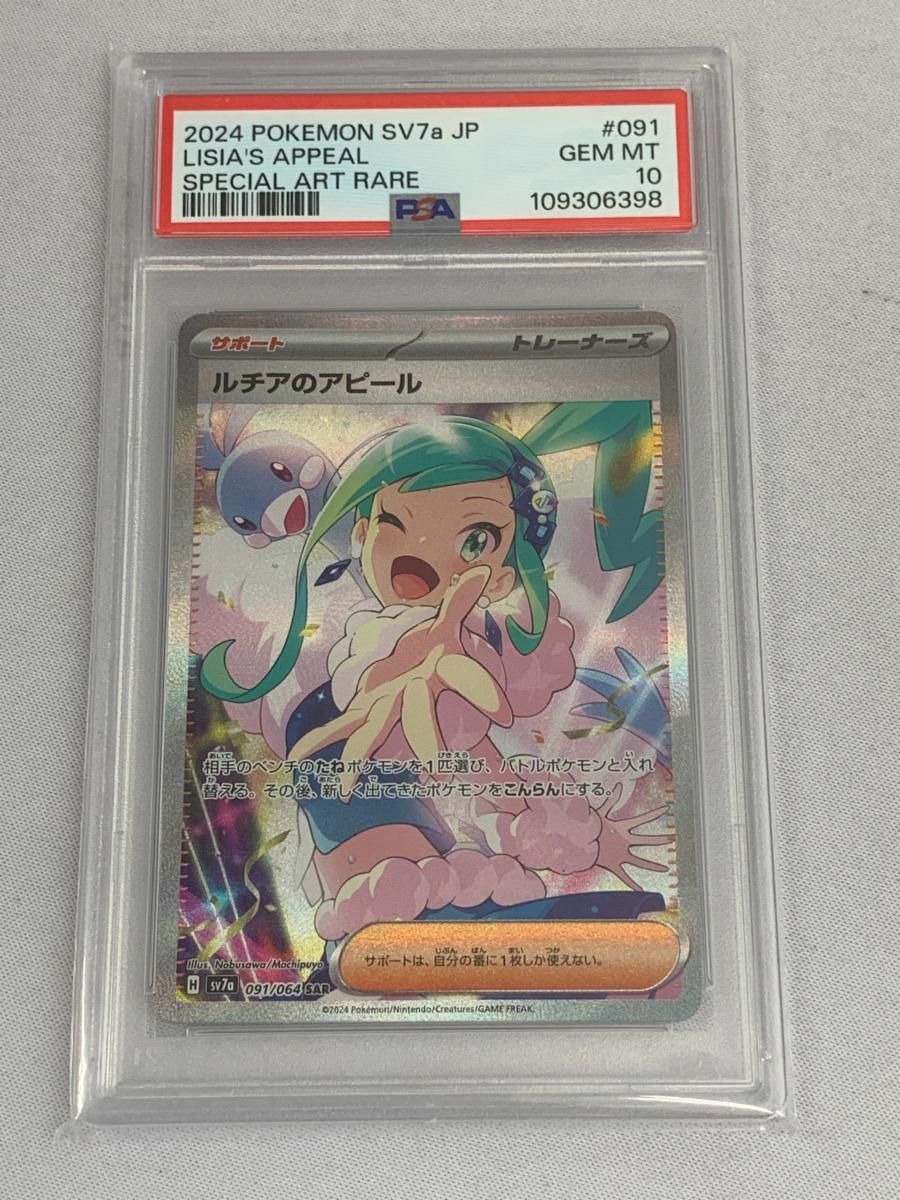 2024 POKEMON SV7a JP #091
LISIA'S APPEAL GEM MT
SPECIAL ART RARE 10
PSA 109306398
サポート トレーナーズ
ルチアのアピール
相手のベンチのたねポケモンを1匹選び、バトルポケモンと入れ
替える。その後、新しく出てきたポケモンをこんらんにする。
サポートは、自分の番に1枚しか使えない。
Illus. Nobusawa/Mochipuyo
H sv7a 091/064 SAR
©2024 Pokémon/Nintendo/Creatures/GAME FREAK.